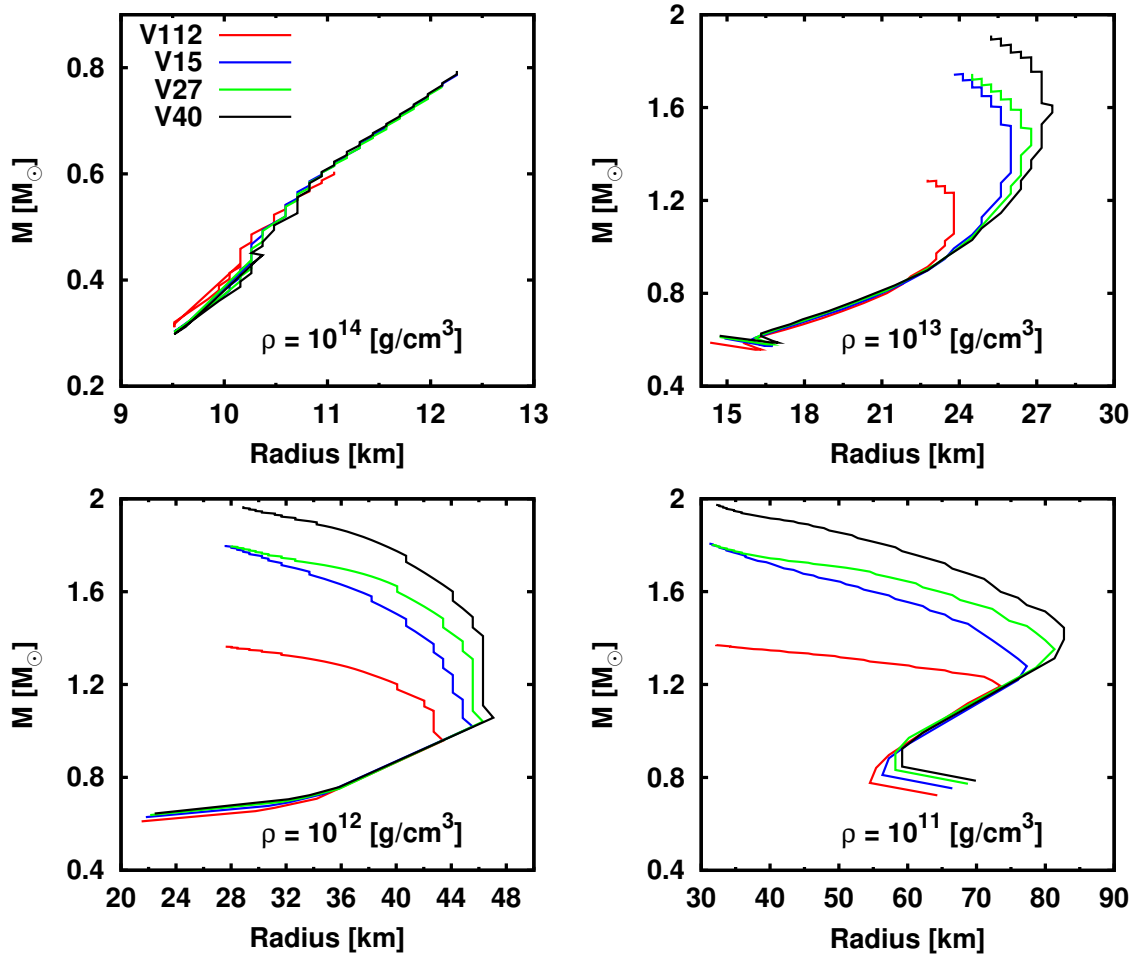 V112
V15
V27
V40
M [M☉]
0.8
0.6
0.4
0.2
ρ = 10¹⁴ [g/cm³]
9 10 11 12 13
Radius [km]
M [M☉]
2
1.6
1.2
0.8
0.4
ρ = 10¹³ [g/cm³]
15 18 21 24 27 30
Radius [km]
M [M☉]
2
1.6
1.2
0.8
0.4
ρ = 10¹² [g/cm³]
20 24 28 32 36 40 44 48
Radius [km]
M [M☉]
2
1.6
1.2
0.8
0.4
ρ = 10¹¹ [g/cm³]
30 40 50 60 70 80 90
Radius [km]